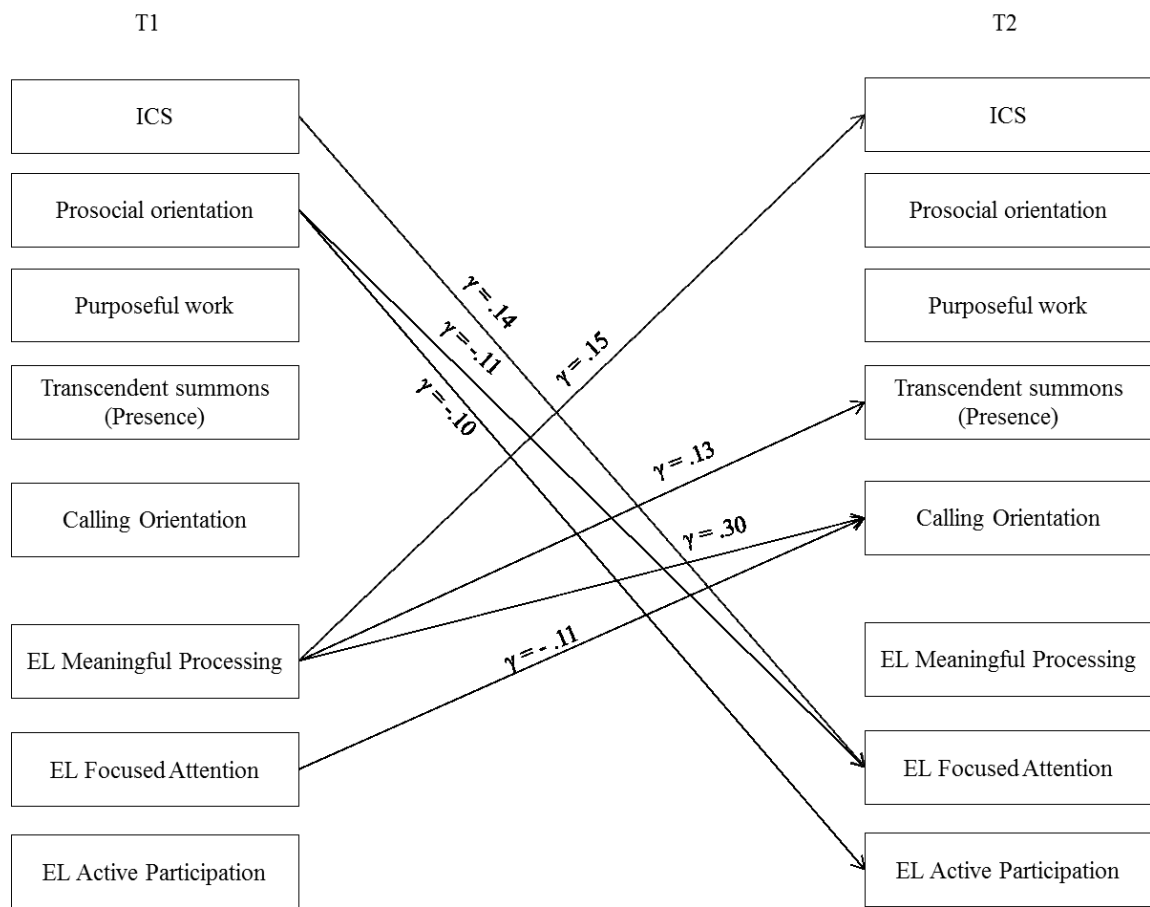 T1
T2
ICS
ICS
Prosocial orientation
Prosocial orientation
Purposeful work
Purposeful work
γ = .14
γ = -.11
γ = .15
γ = -.10
Transcendent summons
(Presence)
Transcendent summons
(Presence)
γ = .13
Calling Orientation
Calling Orientation
γ = .30
γ = - .11
EL Meaningful Processing
EL Meaningful Processing
EL Focused Attention
EL Focused Attention
EL Active Participation
EL Active Participation